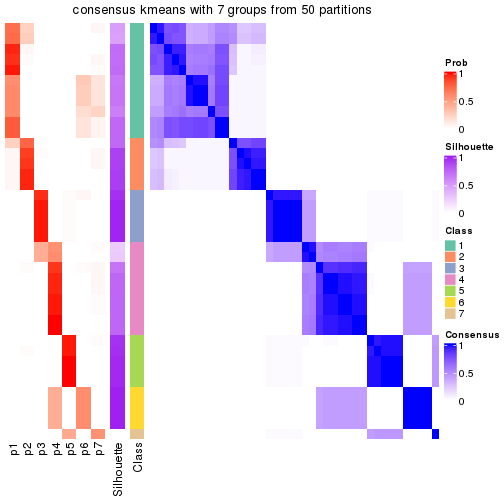 consensus kmeans with 7 groups from 50 partitions
Prob
1
0.5
0
Silhouette
1
0.5
0
Class
1
2
3
4
5
6
7
Consensus
1
0.5
0
p1
p2
p3
p4
p5
p6
p7
Silhouette
Class